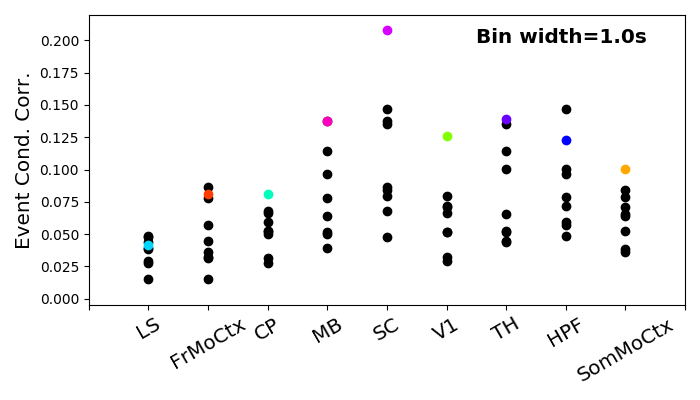 Bin width=1.0s
Event Cond. Corr.
0.200
0.175
0.150
0.125
0.100
0.075
0.050
0.025
0.000
LS
FrMoCtx
CP
MB
SC
V1
TH
HPF
SomMoCtx